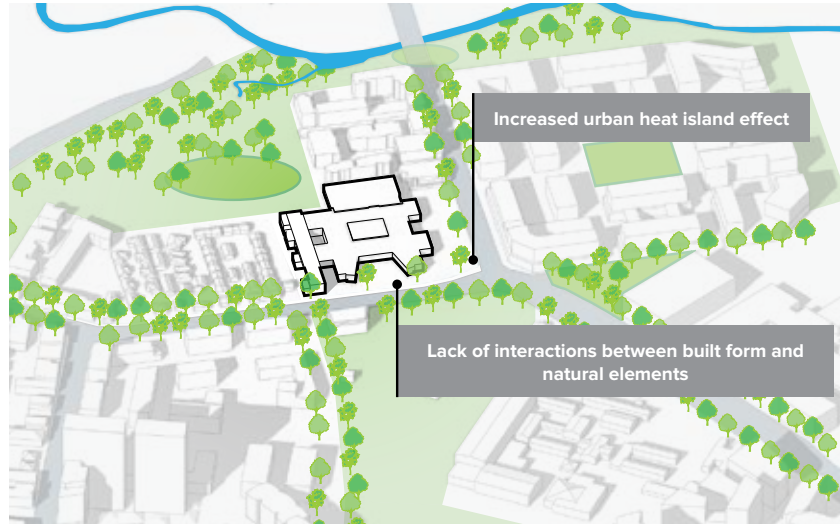 Increased urban heat island effect
Lack of interactions between built form and
natural elements